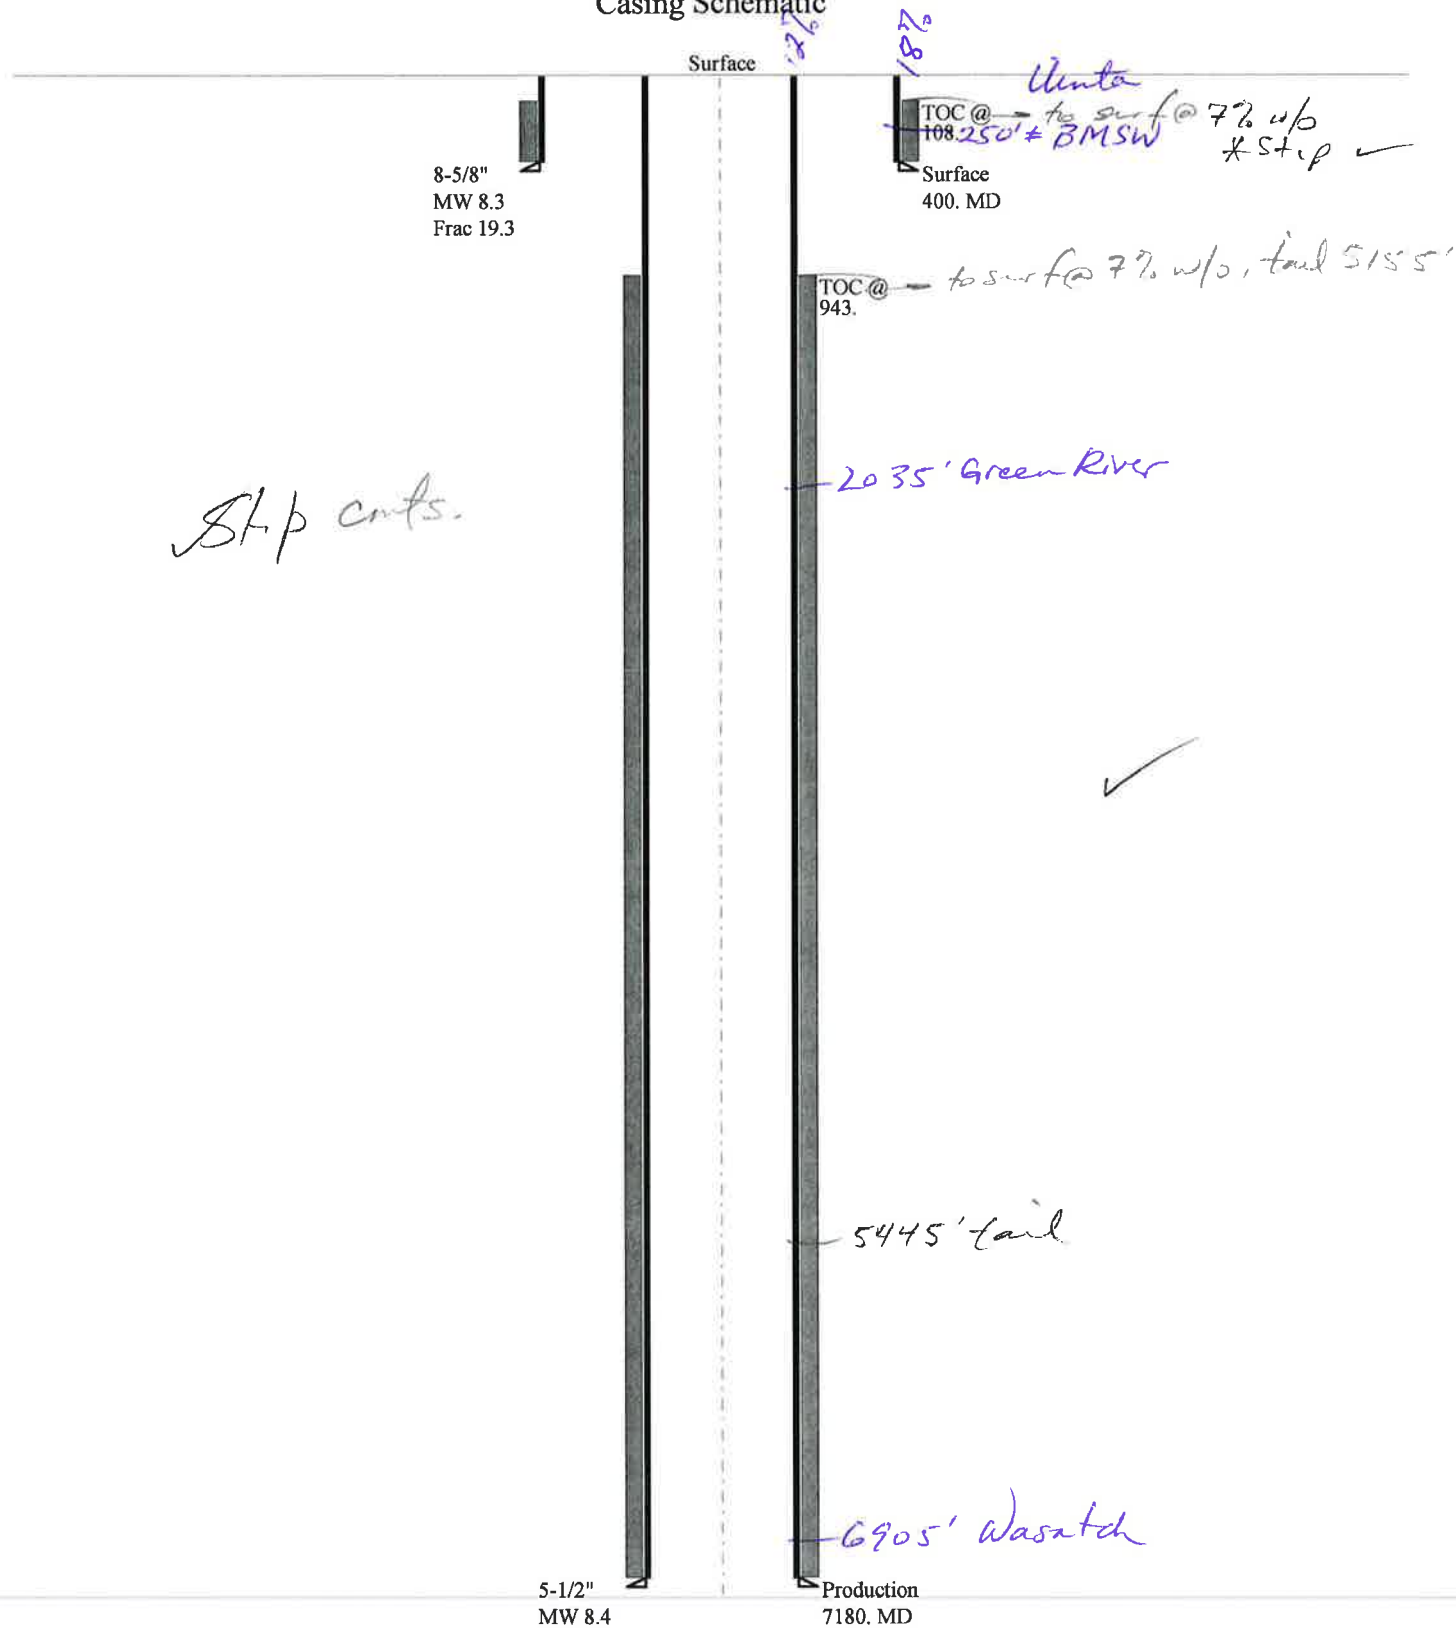 Casing Schematic
12%
18%
Surface
Uinta
TOC @ → to surf @ 7% w/o
108. 250' * BMSW
* Stip ✓
8-5/8"
MW 8.3
Frac 19.3
Surface
400. MD
TOC @ → to surf @ 7% w/o, tail 5155'
943.
2035' Green River
✓ Stip cmts.
✓
5445' tail
6905' Wasatch
5-1/2"
MW 8.4
Production
7180. MD